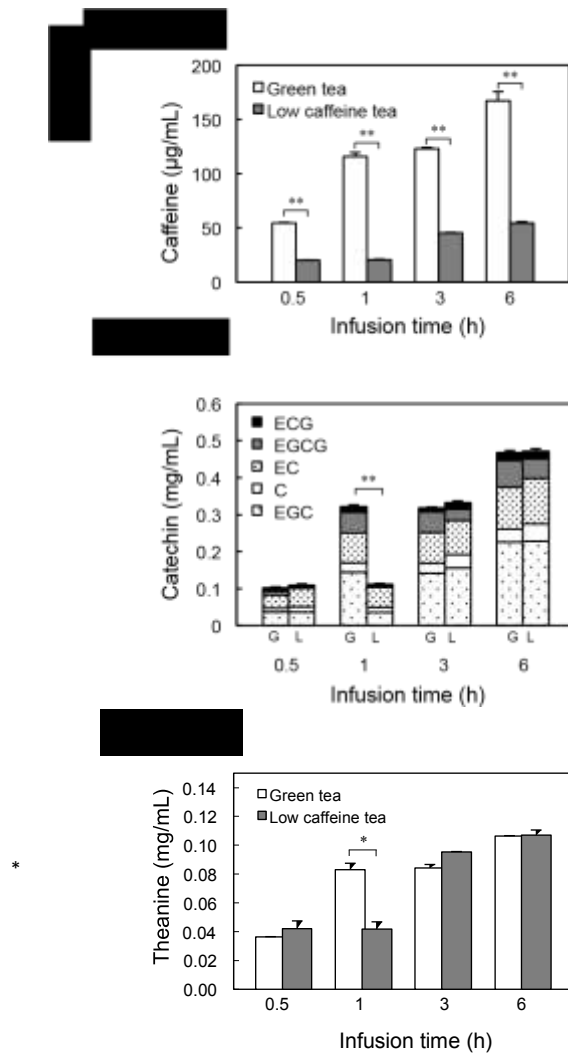 200
Green tea
Low caffeine tea
150
100
50
0
Caffeine (µg/mL)
**
**
**
**
0.5 1 3 6
Infusion time (h)
0.6
0.5
0.4
0.3
0.2
0.1
0
Catechin (mg/mL)
ECG
EGCG
EC
C
EGC
**
G L G L G L G L
0.5 1 3 6
Infusion time (h)
0.14
0.12
0.10
0.08
0.06
0.04
0.02
0.00
Theanine (mg/mL)
Green tea
Low caffeine tea
*
*
0.5 1 3 6
Infusion time (h)